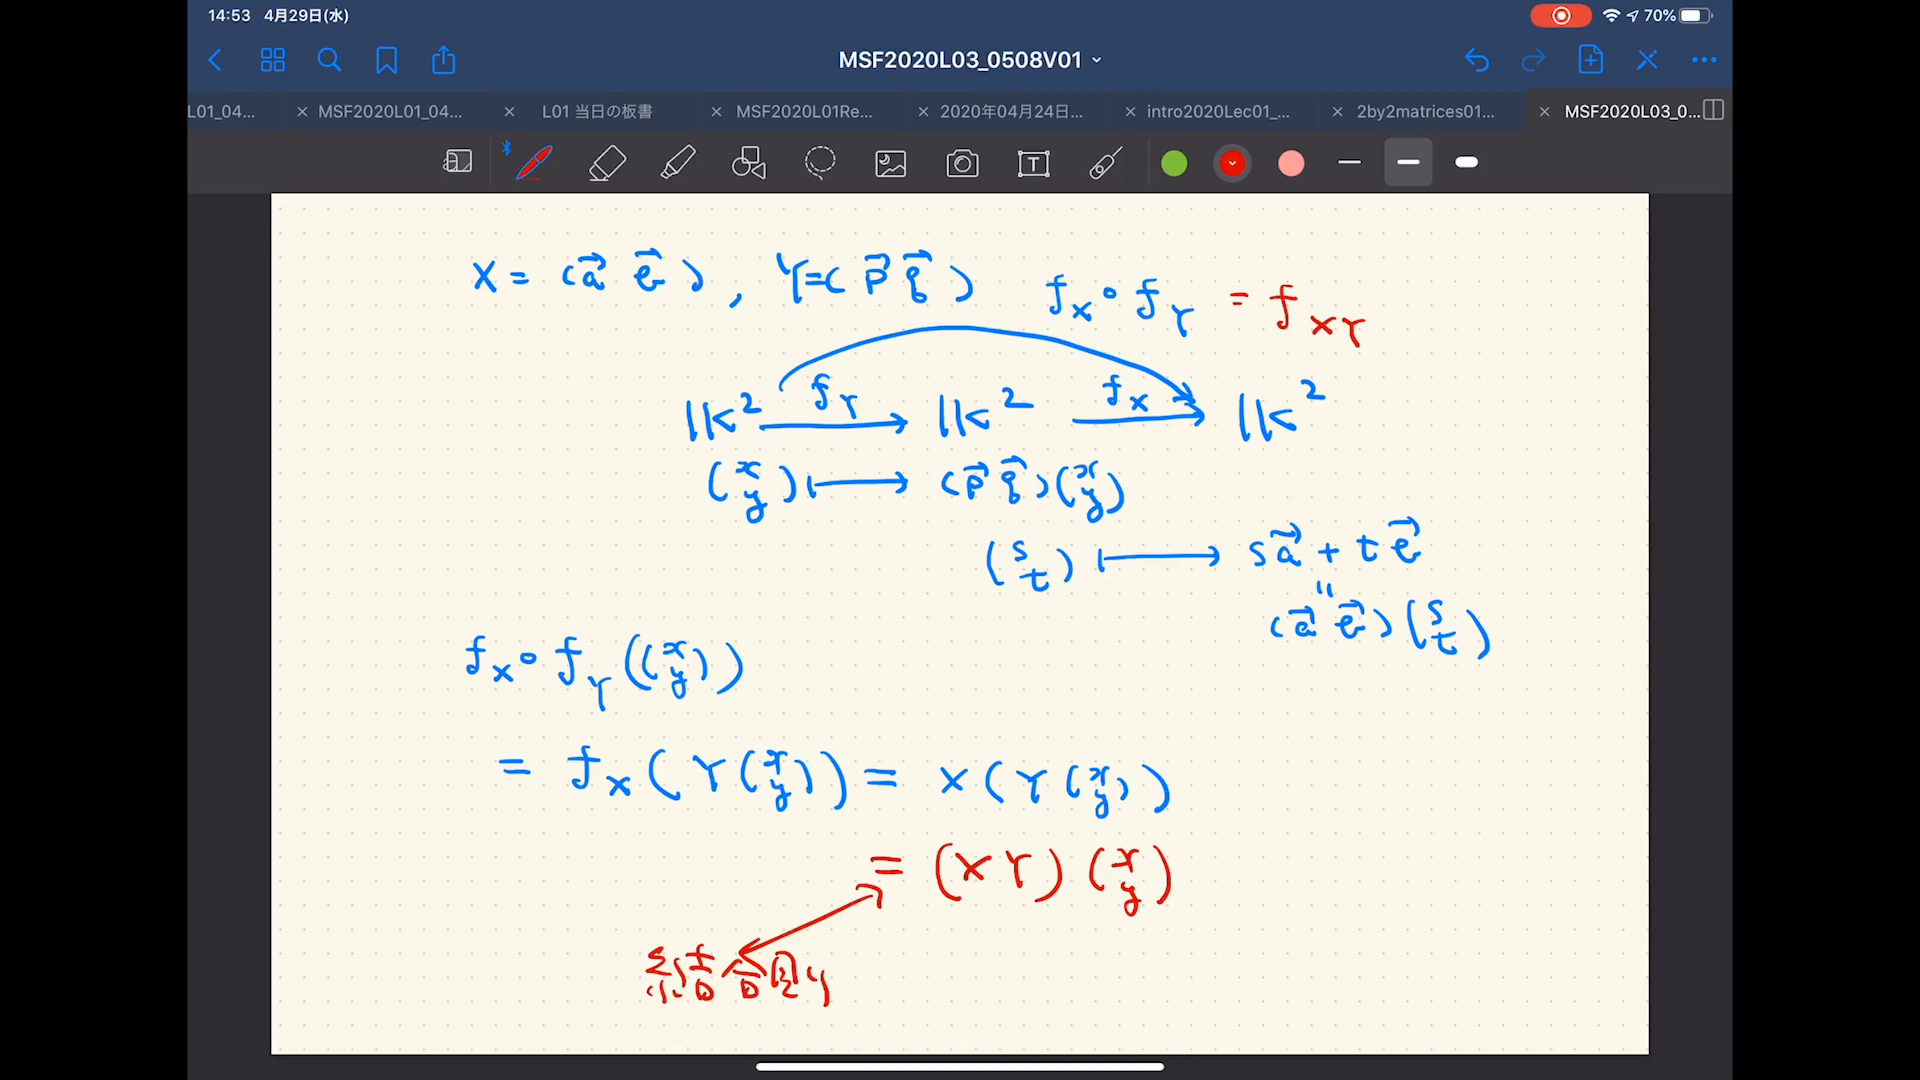 14:53 4月29日(水) 70%
MSF2020L03_0508V01
L01_04... MSF2020L01_04... L01 当日の板書 MSF2020L01Re... 2020年04月24日... intro2020Lec01_... 2by2matrices01... MSF2020L03_0...
X = (a⃗ b⃗), Y=(p⃗ q⃗) f_X∘f_Y = f_XY
𝕂² f_Y → 𝕂² f_X → 𝕂²
(x y) ↦ (p⃗ q⃗)(x y)
(s t) ↦ sa⃗ + tb⃗
〃
(a⃗ b⃗)(s t)
f_X∘f_Y((x y))
= f_X(Y(x y)) = X(Y(x y))
= (XY)(x y)
結合則